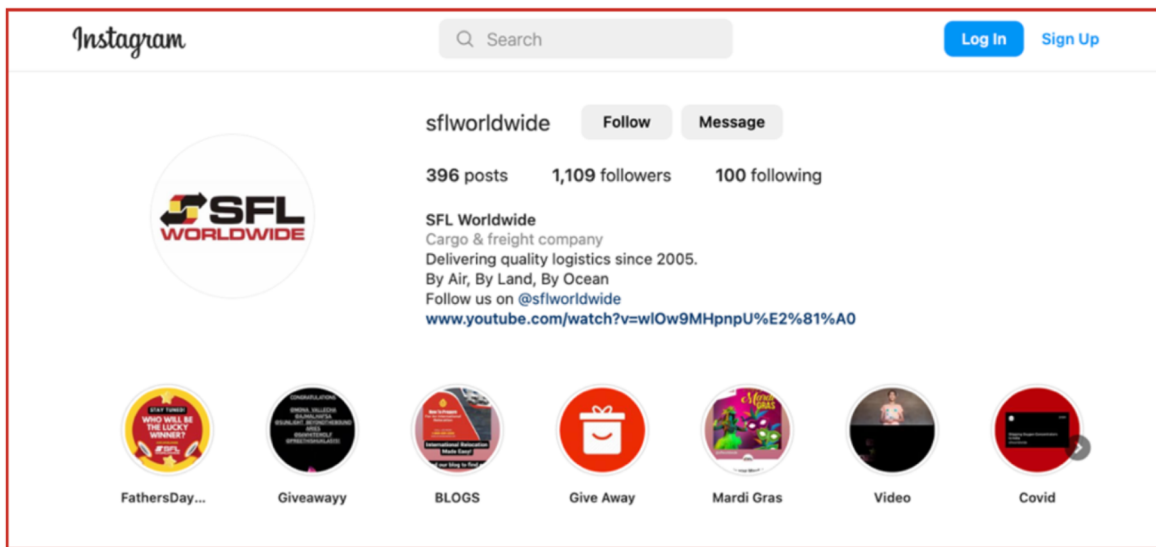 Instagram
Search
Log In
Sign Up
sflworldwide
Follow
Message
396 posts
1,109 followers
100 following
SFL
WORLDWIDE
SFL Worldwide
Cargo & freight company
Delivering quality logistics since 2005.
By Air, By Land, By Ocean
Follow us on @sflworldwide
www.youtube.com/watch?v=wlOw9MHpnpU%E2%81%A0
STAY TUNED!
WHO WILL BE
THE LUCKY
WINNER?
SFL
CONGRATULATIONS
International Relocation
Made Easy!
Mardi
GRAS
FathersDay...
Giveawayy
BLOGS
Give Away
Mardi Gras
Video
Covid